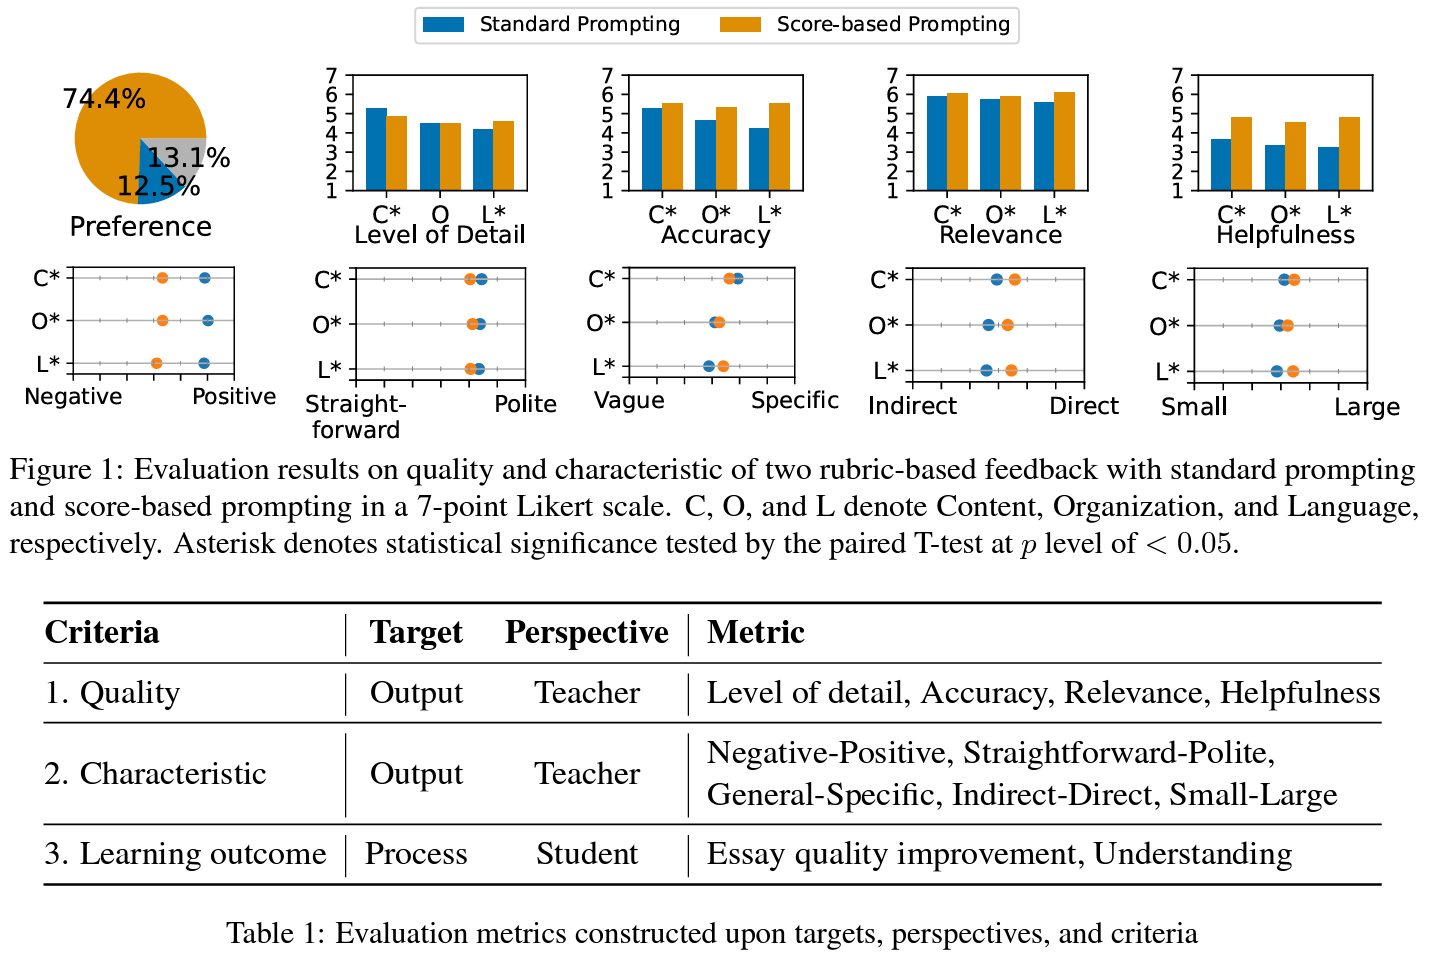 Standard Prompting
Score-based Prompting
74.4%
13.1%
12.5%
Preference
7
6
5
4
3
2
1
C*
O
L*
Level of Detail
7
6
5
4
3
2
1
C*
O*
L*
Accuracy
7
6
5
4
3
2
1
C*
O*
L*
Relevance
7
6
5
4
3
2
1
C*
O*
L*
Helpfulness
C*
O*
L*
Negative
Positive
C*
O*
L*
Straight-
forward
Polite
C*
O*
L*
Vague
Specific
C*
O*
L*
Indirect
Direct
C*
O*
L*
Small
Large
Figure 1: Evaluation results on quality and characteristic of two rubric-based feedback with standard prompting
and score-based prompting in a 7-point Likert scale. C, O, and L denote Content, Organization, and Language,
respectively. Asterisk denotes statistical significance tested by the paired T-test at p level of < 0.05.
Criteria Target Perspective Metric
1. Quality Output Teacher Level of detail, Accuracy, Relevance, Helpfulness
2. Characteristic Output Teacher Negative-Positive, Straightforward-Polite,
General-Specific, Indirect-Direct, Small-Large
3. Learning outcome Process Student Essay quality improvement, Understanding
Table 1: Evaluation metrics constructed upon targets, perspectives, and criteria